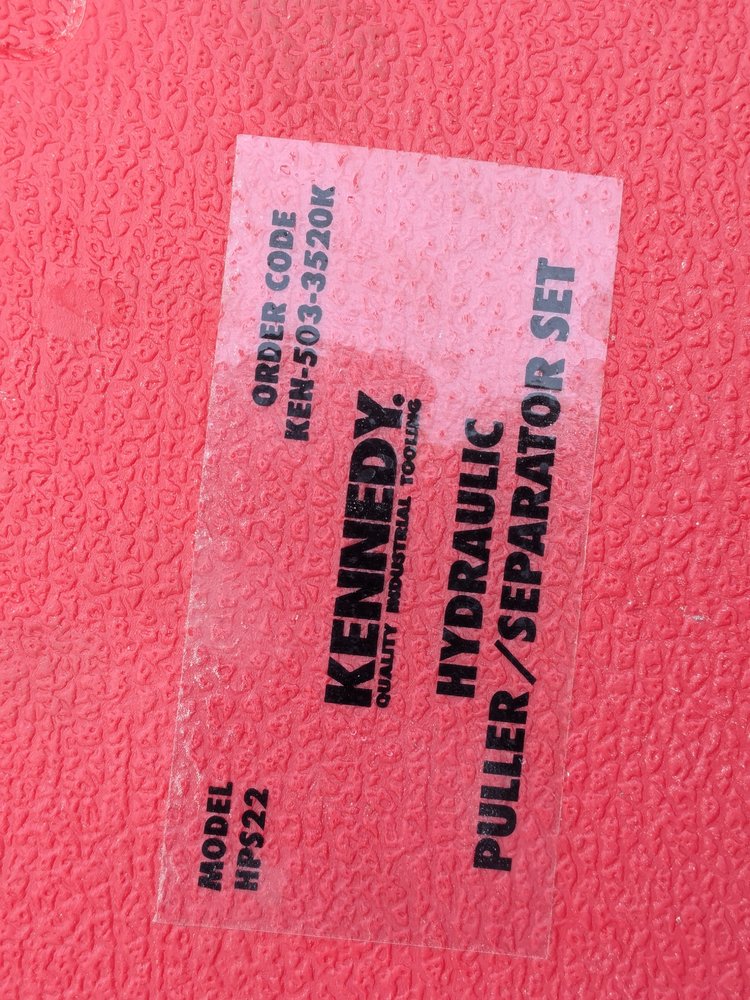 MODEL
HPS22
ORDER CODE
KEN-503-3520K
KENNEDY.
QUALITY INDUSTRIAL TOOLING
HYDRAULIC
PULLER/SEPARATOR SET